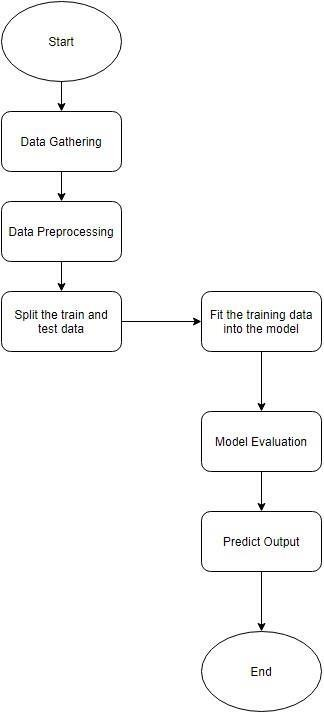 Start
Data Gathering
Data Preprocessing
Split the train and
test data
Fit the training data
into the model
Model Evaluation
Predict Output
End